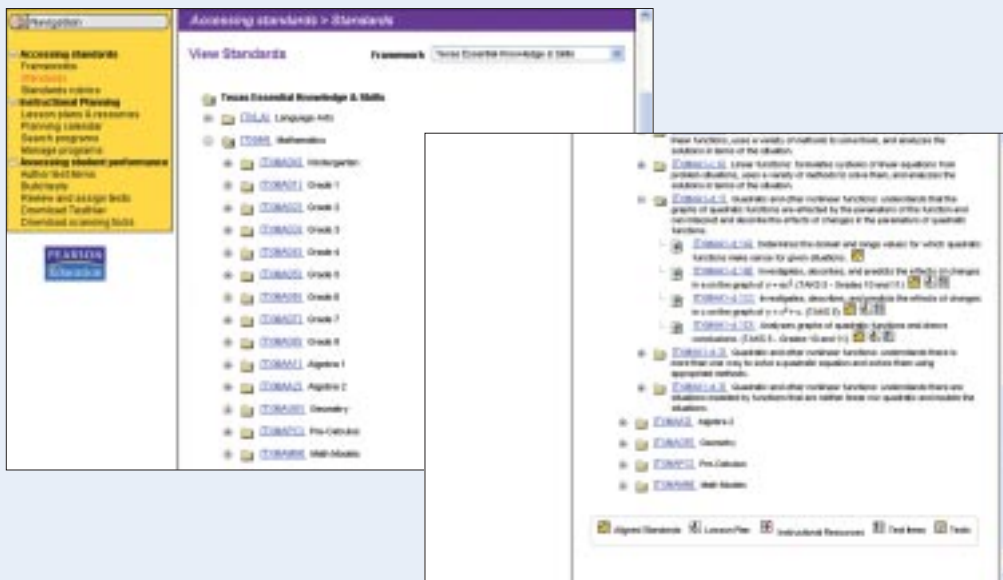 Navigation
Accessing standards
Frameworks
Standards
Standards rubrics
Instructional Planning
Lesson plans & resources
Planning calendar
Search programs
Manage programs
Assessing student performance
Author test items
Build tests
Review and assign tests
Download
Download scanning tools
PEARSON
Education
Accessing standards > Standards
View Standards
Framework Texas Essential Knowledge & Skills
Texas Essential Knowledge & Skills
Language Arts
Mathematics
Kindergarten
Grade 1
Grade 2
Grade 3
Grade 4
Grade 5
Grade 6
Grade 7
Grade 8
Algebra 1
Algebra 2
Geometry
Pre-Calculus
Math Models
these functions, uses a variety of methods to solve them, and analyzes the
solutions in terms of the situation.
Linear functions: formulates systems of linear equations from
problem situations, uses a variety of methods to solve them, and analyzes the
solutions in terms of the situation.
Quadratic and other nonlinear functions: understands that the
graphs of quadratic functions are affected by the parameters of the function and
can interpret and describe the effects of changes in the parameters of quadratic
functions.
Determines the domain and range values for which quadratic
functions make sense for given situations.
Investigates, describes, and predicts the effects of changes
in a on the graph of
Investigates, describes, and predicts the effects of changes
in c on the graph of
Analyzes graphs of quadratic functions and draws
conclusions.
Quadratic and other nonlinear functions: understands there is
more than one way to solve a quadratic equation and solves them using
appropriate methods.
Quadratic and other nonlinear functions: understands there are
situations modeled by functions that are neither linear nor quadratic and models the
situations.
Algebra 2
Geometry
Pre-Calculus
Math Models
Aligned Standards Lesson Plan Instructional Resources Test Items Tests